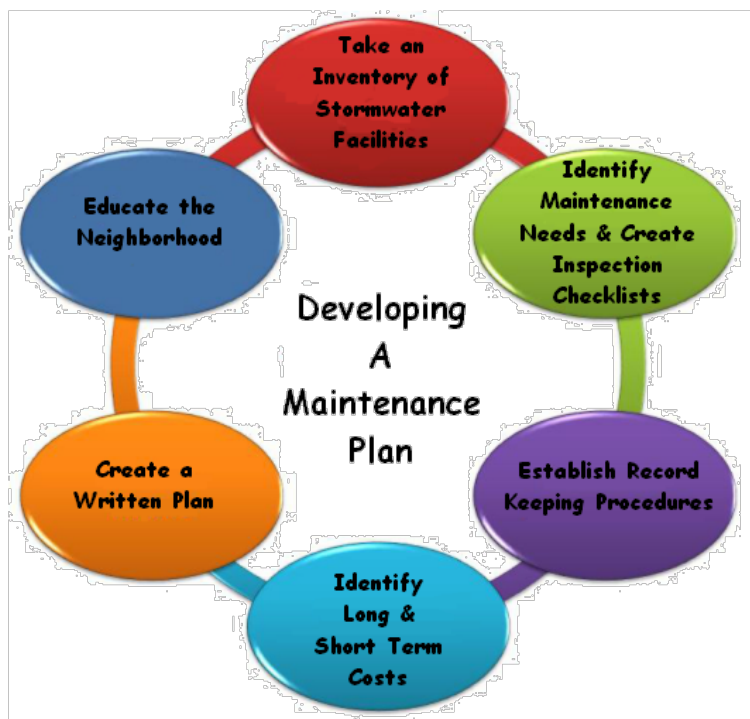 Take an
Inventory of
Stormwater
Facilities
Identify
Maintenance
Needs & Create
Inspection
Checklists
Establish Record
Keeping Procedures
Identify
Long &
Short Term
Costs
Create a
Written Plan
Educate the
Neighborhood
Developing
A
Maintenance
Plan